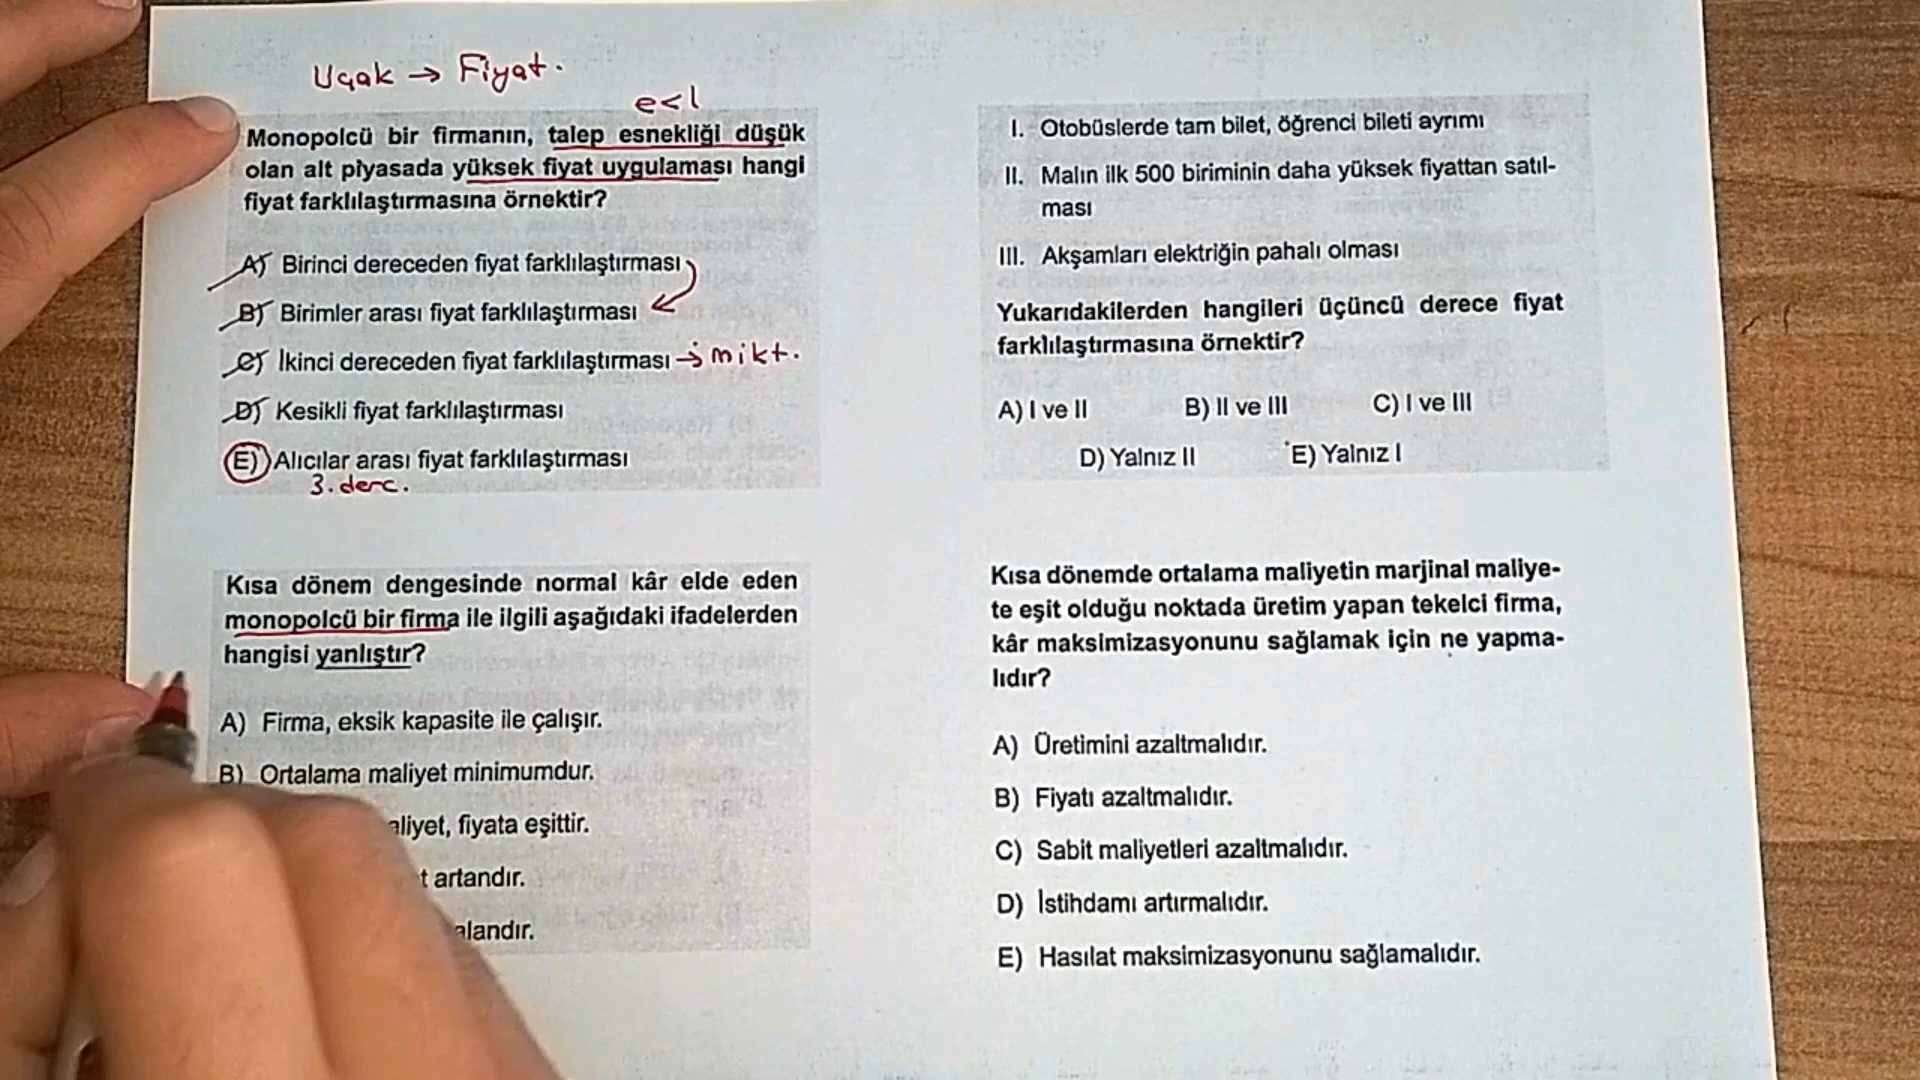 Uçak → Fiyat.
e<1
Monopolcü bir firmanın, talep esnekliği düşük
olan alt piyasada yüksek fiyat uygulaması hangi
fiyat farklılaştırmasına örnektir?
A) Birinci dereceden fiyat farklılaştırması
B) Birimler arası fiyat farklılaştırması
C) İkinci dereceden fiyat farklılaştırması → mikt.
D) Kesikli fiyat farklılaştırması
E) Alıcılar arası fiyat farklılaştırması
3. derc.
Kısa dönem dengesinde normal kâr elde eden
monopolcü bir firma ile ilgili aşağıdaki ifadelerden
hangisi yanlıştır?
A) Firma, eksik kapasite ile çalışır.
B) Ortalama maliyet minimumdur.
aliyet, fiyata eşittir.
t artandır.
alandır.
I. Otobüslerde tam bilet, öğrenci bileti ayrımı
II. Malın ilk 500 biriminin daha yüksek fiyattan satıl-
ması
III. Akşamları elektriğin pahalı olması
Yukarıdakilerden hangileri üçüncü derece fiyat
farklılaştırmasına örnektir?
A) I ve II B) II ve III C) I ve III
D) Yalnız II E) Yalnız I
Kısa dönemde ortalama maliyetin marjinal maliye-
te eşit olduğu noktada üretim yapan tekelci firma,
kâr maksimizasyonunu sağlamak için ne yapma-
lıdır?
A) Üretimini azaltmalıdır.
B) Fiyatı azaltmalıdır.
C) Sabit maliyetleri azaltmalıdır.
D) İstihdamı artırmalıdır.
E) Hasılat maksimizasyonunu sağlamalıdır.